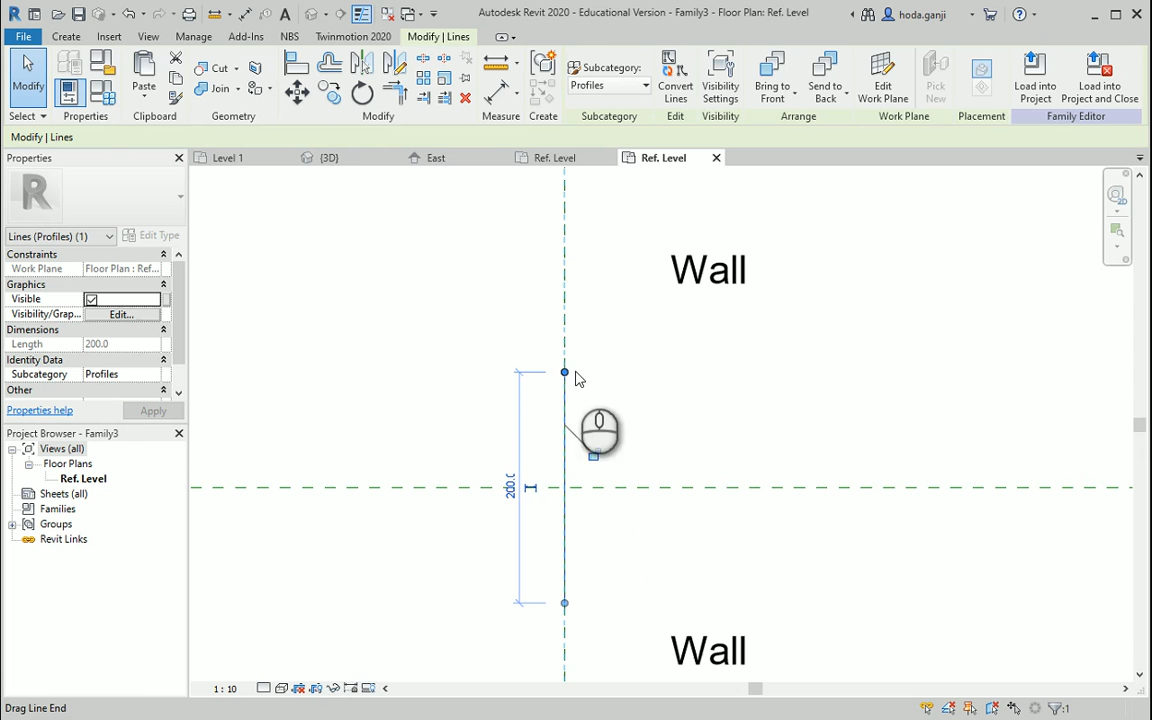 Autodesk Revit 2020 - Educational Version - Family3 - Floor Plan: Ref. Level
hoda.ganji
File Create Insert View Manage Add-Ins NBS Twinmotion 2020 Modify | Lines
Modify
Paste
Cut
Join
Subcategory:
Profiles
Convert Lines
Visibility Settings
Bring to Front
Send to Back
Edit Work Plane
Pick New
Load into Project
Load into Project and Close
Select Properties Clipboard Geometry Modify Measure Create Subcategory Edit Visibility Arrange Work Plane Placement Family Editor
Modify | Lines
Properties
Level 1
{3D}
East
Ref. Level
Ref. Level
Lines (Profiles) (1)
Edit Type
Constraints
Work Plane Floor Plan : Ref...
Graphics
Visible
Visibility/Grap... Edit...
Dimensions
Length 200.0
Identity Data
Subcategory Profiles
Other
Properties help
Apply
Project Browser - Family3
Views (all)
Floor Plans
Ref. Level
Sheets (all)
Families
Groups
Revit Links
Wall
200.0
Wall
1 : 10
Drag Line End
:1